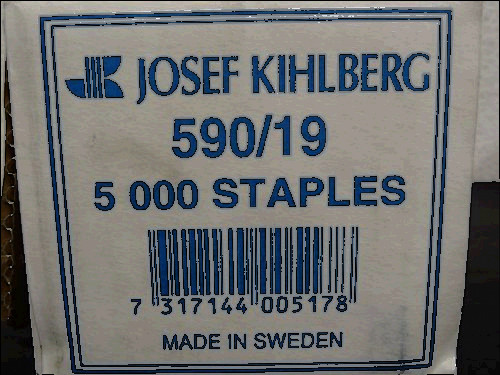 JOSEF KIHLBERG
590/19
5 000 STAPLES
7 317144 005178
MADE IN SWEDEN